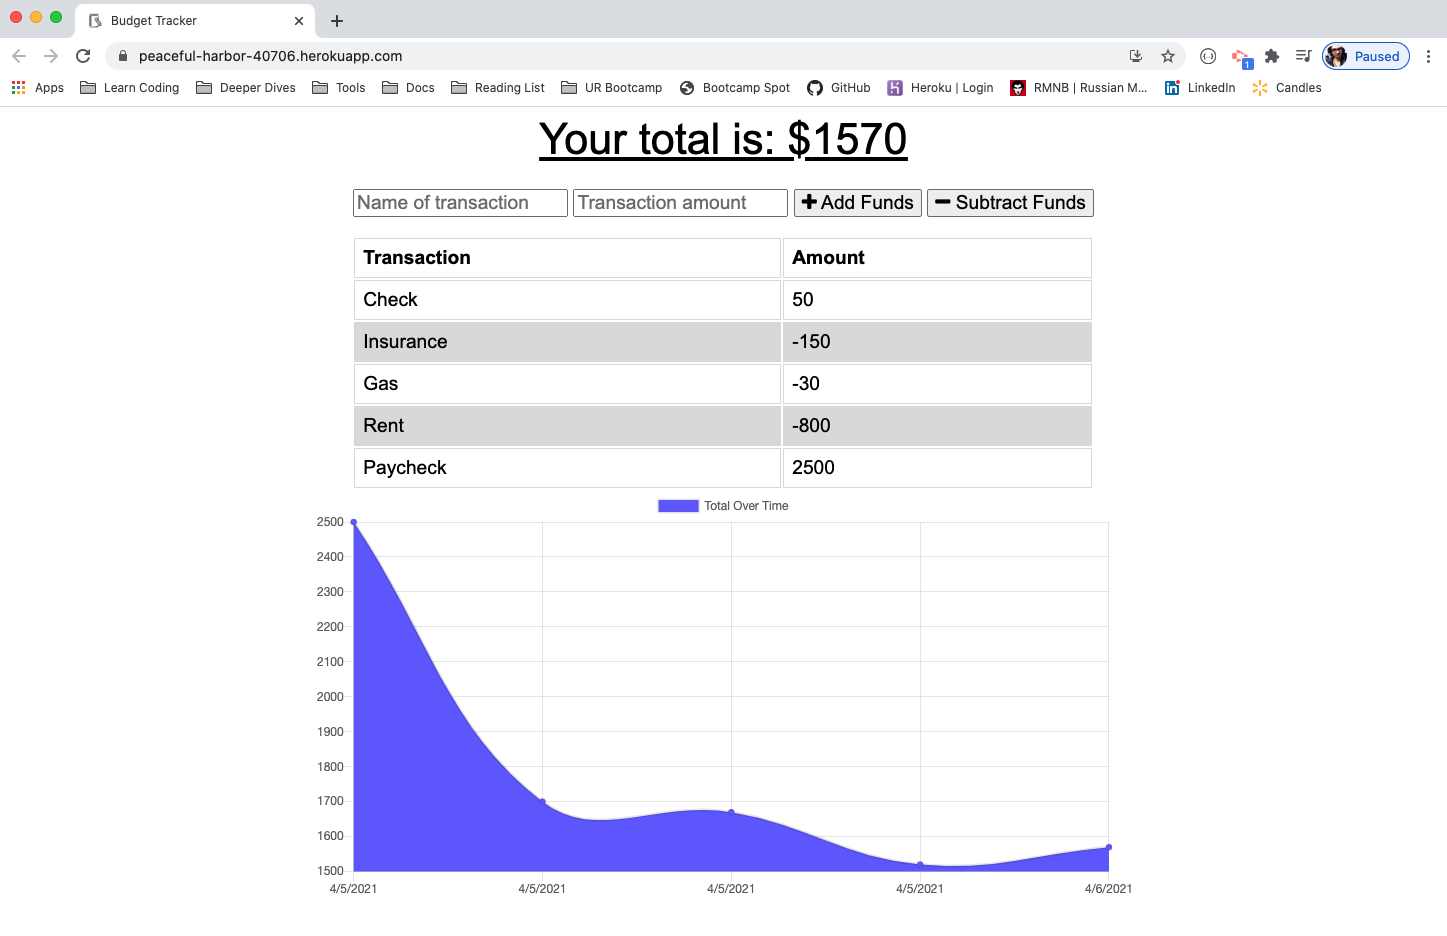 Budget Tracker
peaceful-harbor-40706.herokuapp.com
1
Paused
Apps Learn Coding Deeper Dives Tools Docs Reading List UR Bootcamp Bootcamp Spot GitHub Heroku | Login RMNB | Russian M... LinkedIn Candles
Your total is: $1570
Name of transaction Transaction amount Add Funds Subtract Funds
Transaction Amount
Check 50
Insurance -150
Gas -30
Rent -800
Paycheck 2500
Total Over Time
2500
2400
2300
2200
2100
2000
1900
1800
1700
1600
1500
4/5/2021 4/5/2021 4/5/2021 4/5/2021 4/6/2021